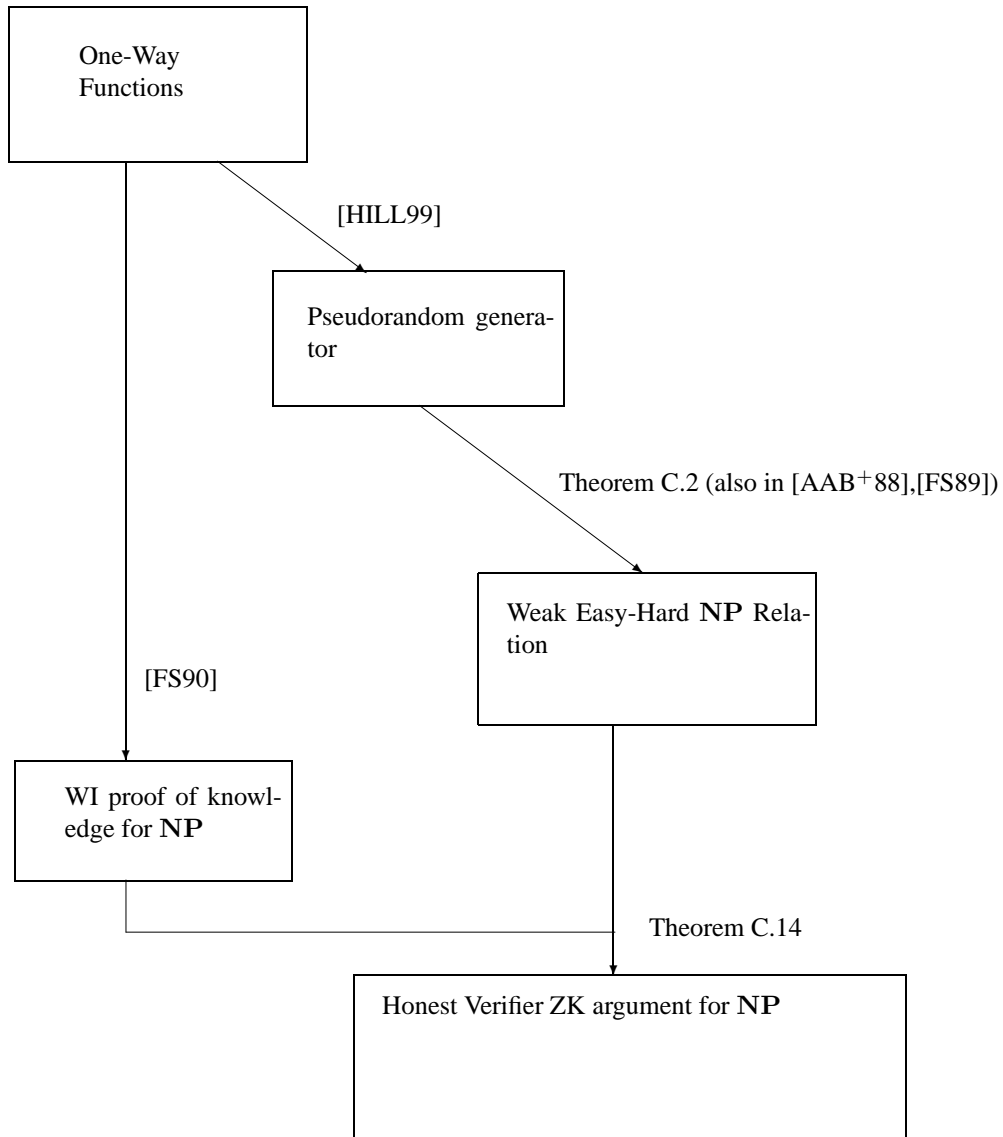 One-Way
Functions
[HILL99]
Pseudorandom genera-
tor
Theorem C.2 (also in [AAB+88],[FS89])
Weak Easy-Hard NP Rela-
tion
[FS90]
WI proof of knowl-
edge for NP
Theorem C.14
Honest Verifier ZK argument for NP